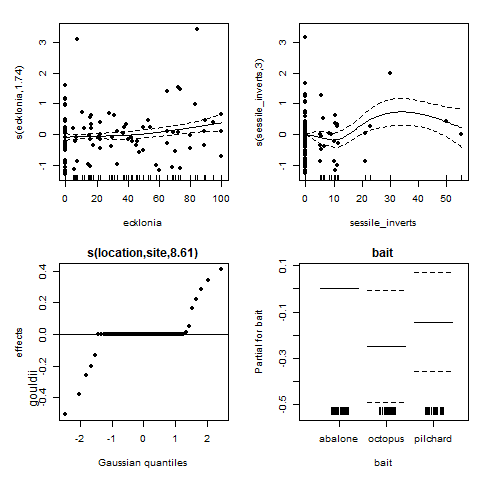 s(ecklonia,1.74)
3
2
1
0
-1
0 20 40 60 80 100
ecklonia
s(sessile_inverts,3)
3
2
1
0
-1
0 10 20 30 40 50
sessile_inverts
s(location,site,8.61)
effects
gouldii
0.4
0.2
0.0
-0.2
-0.4
-2 -1 0 1 2
Gaussian quantiles
bait
Partial for bait
0.1
-0.1
-0.3
-0.5
abalone octopus pilchard
bait